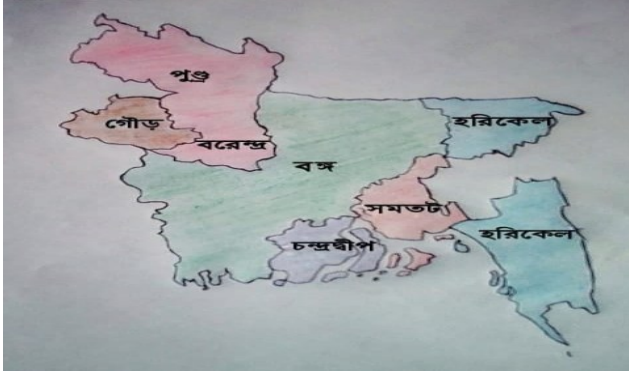 পুণ্ড্র
গৌড়
হরিকেল
বরেন্দ্র
বঙ্গ
সমতট
হরিকেল
চন্দ্রদ্বীপ